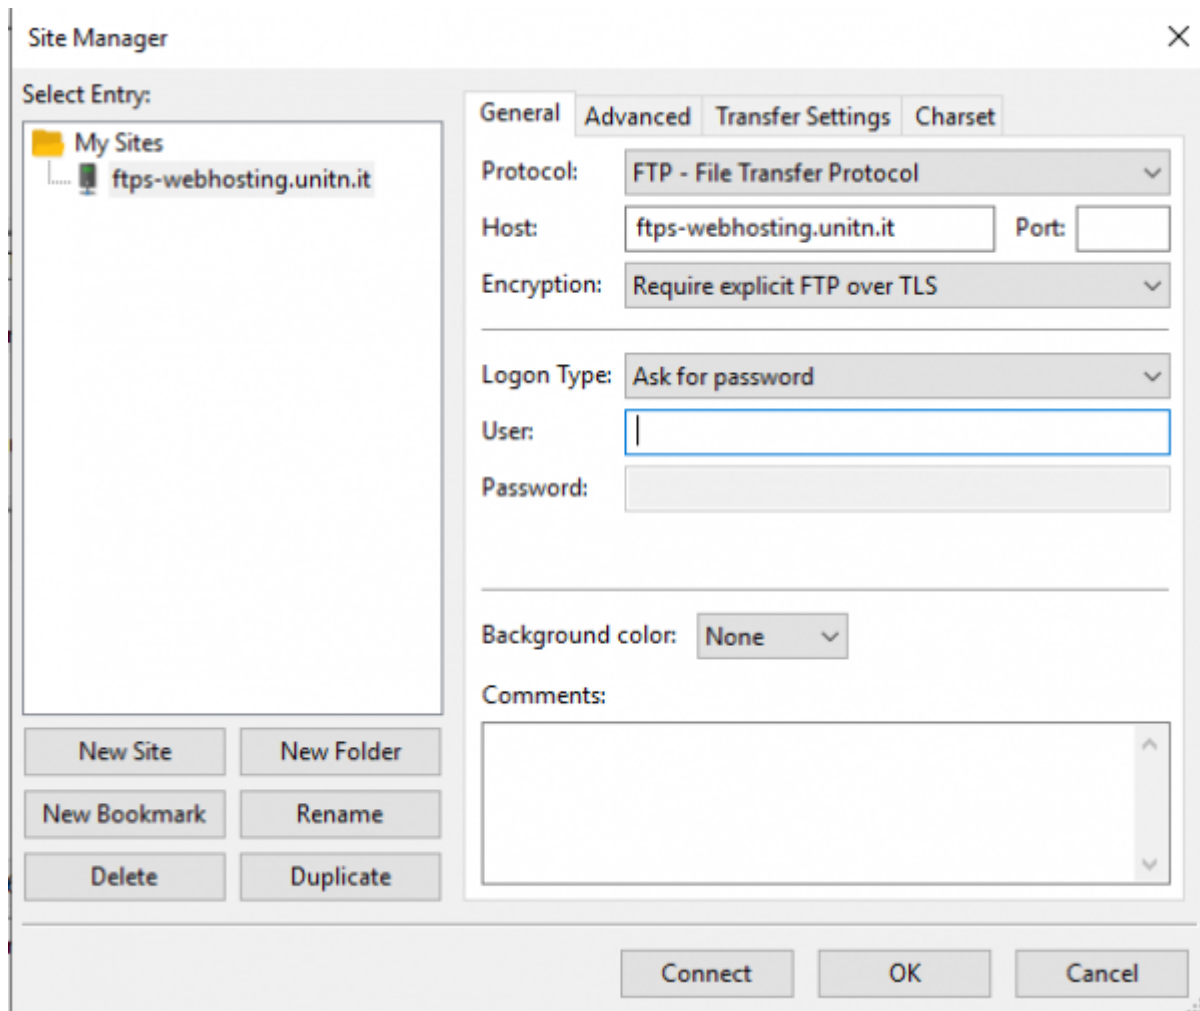 Site Manager
Select Entry:
My Sites
ftps-webhosting.unitn.it
New Site
New Folder
New Bookmark
Rename
Delete
Duplicate
General
Advanced
Transfer Settings
Charset
Protocol:
FTP - File Transfer Protocol
Host:
ftps-webhosting.unitn.it
Port:
Encryption:
Require explicit FTP over TLS
Logon Type:
Ask for password
User:
Password:
Background color:
None
Comments:
Connect
OK
Cancel